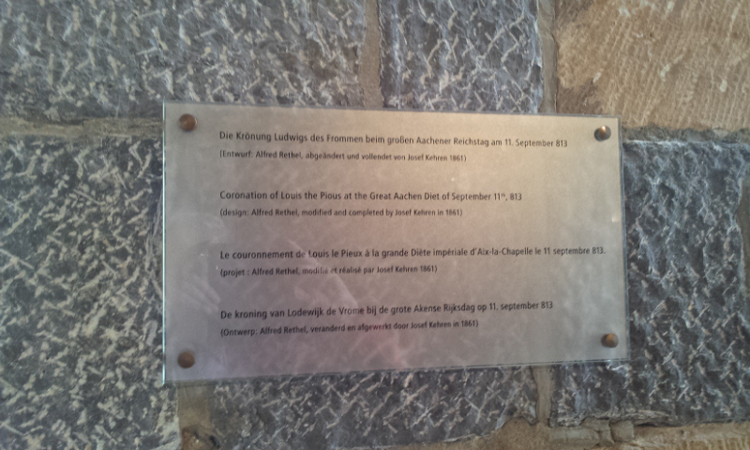 Die Krönung Ludwigs des Frommen beim großen Aachener Reichstag am 11. September 813
(Entwurf: Alfred Rethel, abgeändert und vollendet von Josef Kehren 1861)
Coronation of Louis the Pious at the Great Aachen Diet of September 11th, 813
(design: Alfred Rethel, modified and completed by Josef Kehren in 1861)
Le couronnement de Louis le Pieux à la grande Diète impériale d'Aix-la-Chapelle le 11 septembre 813.
(projet : Alfred Rethel, modifié et réalisé par Josef Kehren 1861)
De kroning van Lodewijk de Vrome bij de grote Akense Rijksdag op 11. september 813
(Ontwerp: Alfred Rethel, veranderd en afgewerkt door Josef Kehren in 1861)